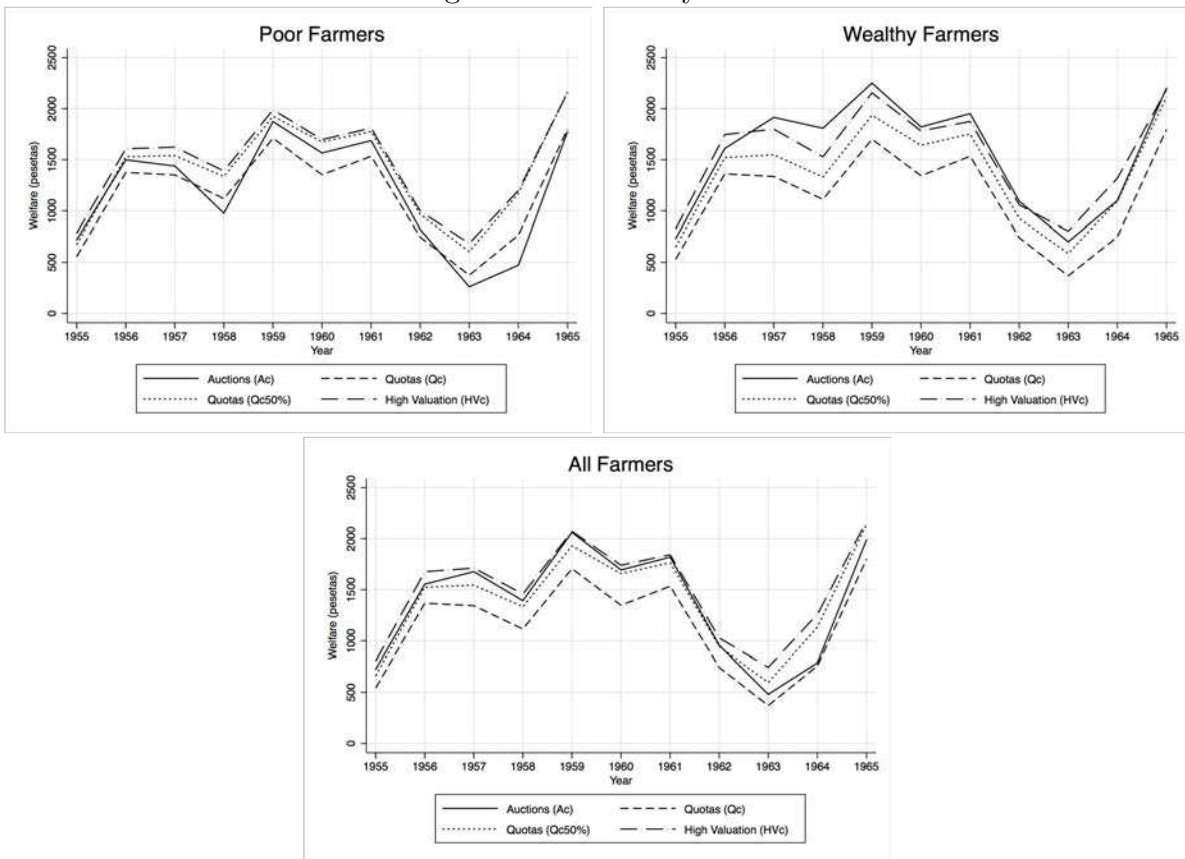 Poor Farmers
Welfare (pesetas)
2500
2000
1500
1000
500
0
1955 1956 1957 1958 1959 1960 1961 1962 1963 1964 1965
Year
Auctions (Ac) Quotas (Qc)
Quotas (Qc50%) High Valuation (HVc)
Wealthy Farmers
Welfare (pesetas)
2500
2000
1500
1000
500
0
1955 1956 1957 1958 1959 1960 1961 1962 1963 1964 1965
Year
Auctions (Ac) Quotas (Qc)
Quotas (Qc50%) High Valuation (HVc)
All Farmers
Welfare (pesetas)
2500
2000
1500
1000
500
0
1955 1956 1957 1958 1959 1960 1961 1962 1963 1964 1965
Year
Auctions (Ac) Quotas (Qc)
Quotas (Qc50%) High Valuation (HVc)